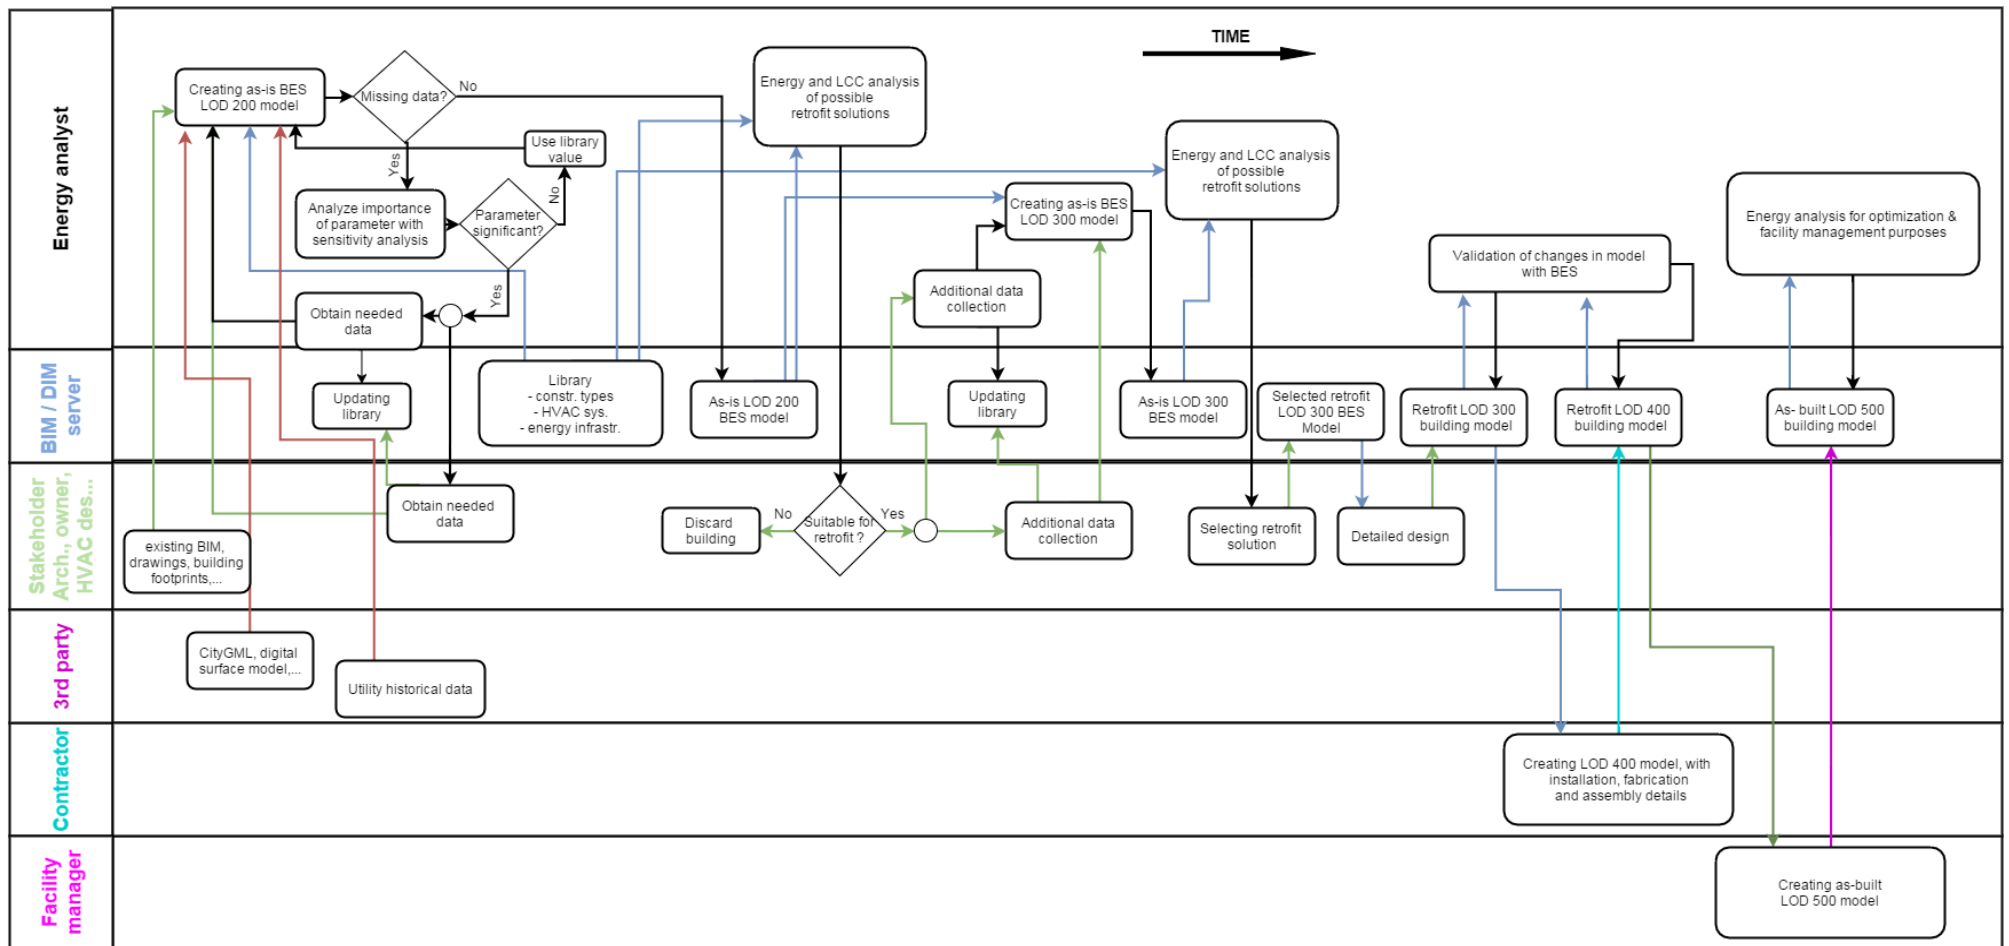 TIME
Energy analyst
Creating as-is BES
LOD 200 model
Missing data?
No
Yes
Use library
value
Analyze importance
of parameter with
sensitivity analysis
Parameter
significant?
No
Yes
Obtain needed
data
Energy and LCC analysis
of possible
retrofit solutions
Creating as-is BES
LOD 300 model
Additional data
collection
Energy and LCC analysis
of possible
retrofit solutions
Validation of changes in model
with BES
Energy analysis for optimization &
facility management purposes
BIM / DIM
server
Updating
library
Library
- constr. types
- HVAC sys.
- energy infrastr.
As-is LOD 200
BES model
Updating
library
As-is LOD 300
BES model
Selected retrofit
LOD 300 BES
Model
Retrofit LOD 300
building model
Retrofit LOD 400
building model
As- built LOD 500
building model
Stakeholder
Arch., owner,
HVAC des...
existing BIM,
drawings, building
footprints,...
Obtain needed
data
Discard
building
No
Suitable for
retrofit ?
Yes
Additional data
collection
Selecting retrofit
solution
Detailed design
3rd party
CityGML, digital
surface model,...
Utility historical data
Contractor
Creating LOD 400 model, with
installation, fabrication
and assembly details
Facility
manager
Creating as-built
LOD 500 model